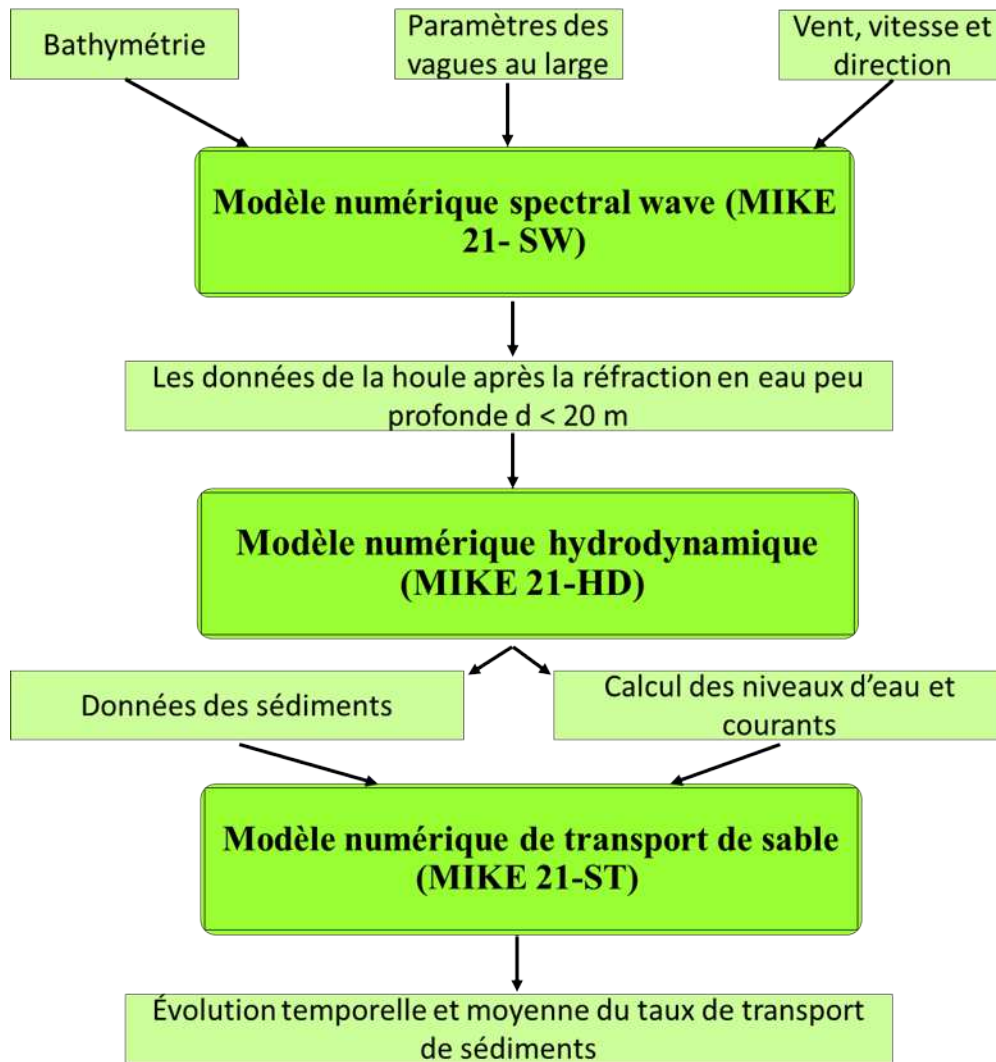 Bathymétrie
Paramètres des
vagues au large
Vent, vitesse et
direction
Modèle numérique spectral wave (MIKE
21- SW)
Les données de la houle après la réfraction en eau peu
profonde d < 20 m
Modèle numérique hydrodynamique
(MIKE 21-HD)
Données des sédiments
Calcul des niveaux d'eau et
courants
Modèle numérique de transport de sable
(MIKE 21-ST)
Évolution temporelle et moyenne du taux de transport
de sédiments